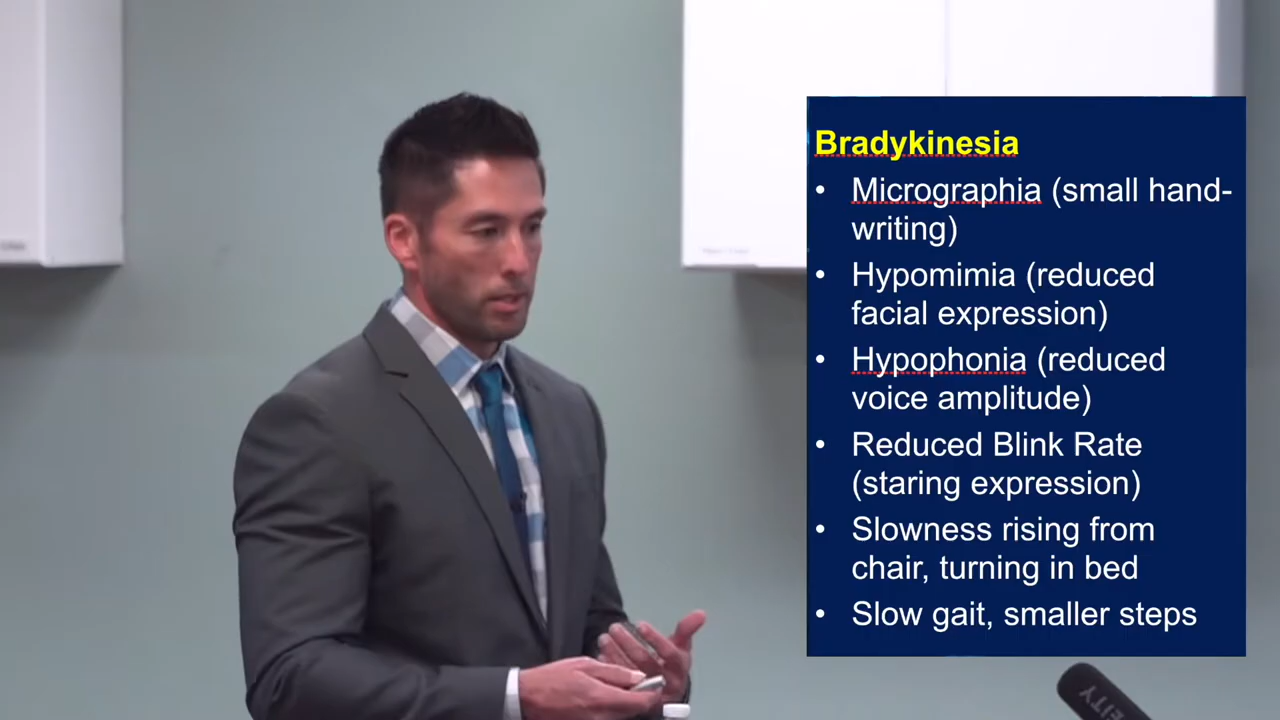 Bradykinesia
• Micrographia (small hand-
writing)
• Hypomimia (reduced
facial expression)
• Hypophonia (reduced
voice amplitude)
• Reduced Blink Rate
(staring expression)
• Slowness rising from
chair, turning in bed
• Slow gait, smaller steps